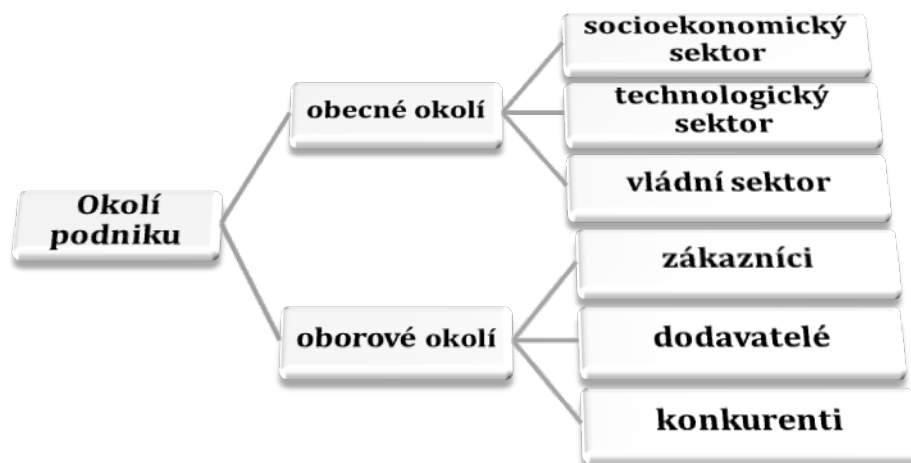 Okolí
podniku
obecné okolí
socioekonomický
sektor
technologický
sektor
vládní sektor
oborové okolí
zákazníci
dodavatelé
konkurenti